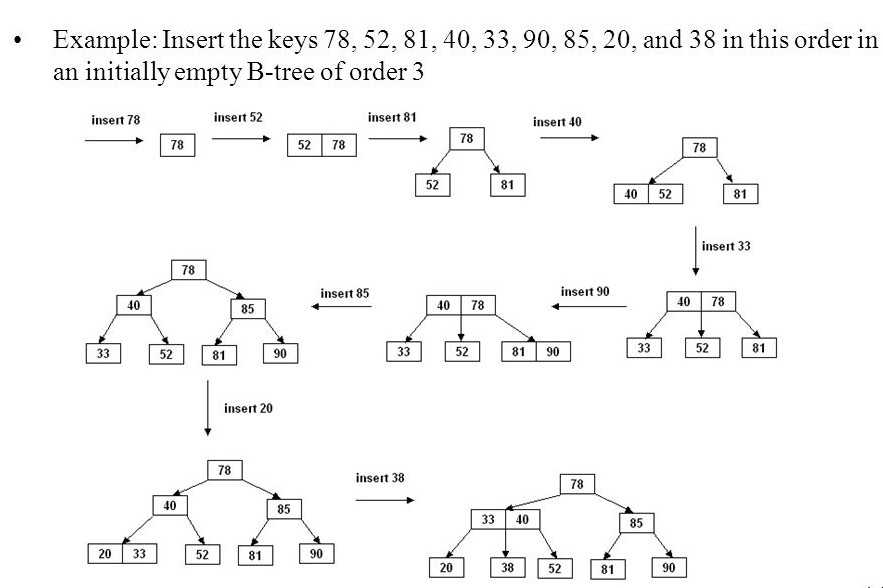 • Example: Insert the keys 78, 52, 81, 40, 33, 90, 85, 20, and 38 in this order in
an initially empty B-tree of order 3
insert 78
78
insert 52
52 78
insert 81
78
52 81
insert 40
78
40 52 81
insert 33
40 78
33 52 81
insert 90
40 78
33 52 81 90
insert 85
78
40 85
33 52 81 90
insert 20
78
40 85
20 33 52 81 90
insert 38
78
33 40 85
20 38 52 81 90